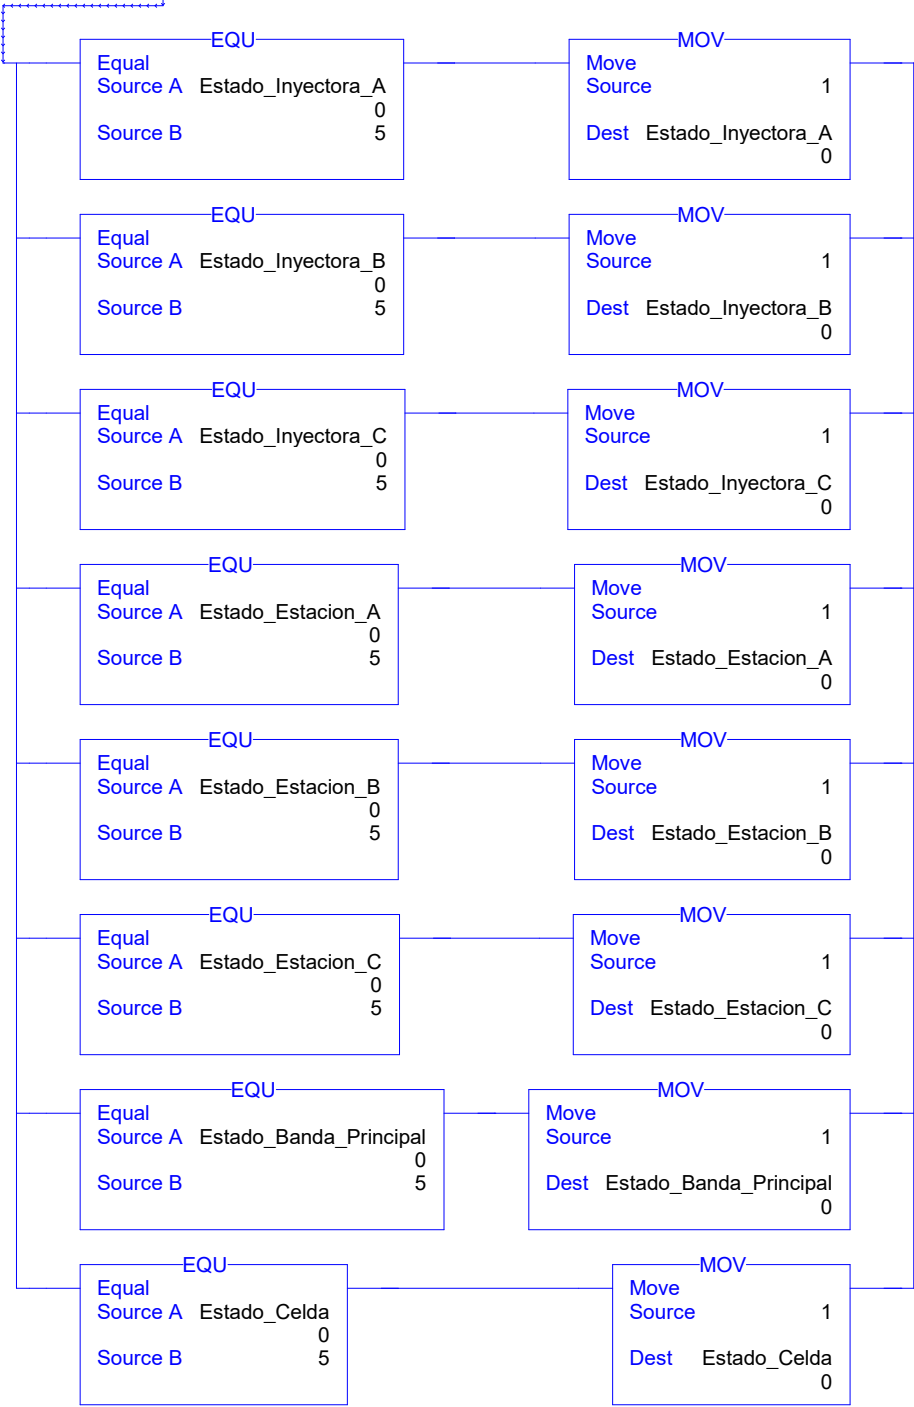 EQU MOV
Equal Move
Source A Estado_Inyectora_A Source 1
0
Source B 5 Dest Estado_Inyectora_A
0
EQU MOV
Equal Move
Source A Estado_Inyectora_B Source 1
0
Source B 5 Dest Estado_Inyectora_B
0
EQU MOV
Equal Move
Source A Estado_Inyectora_C Source 1
0
Source B 5 Dest Estado_Inyectora_C
0
EQU MOV
Equal Move
Source A Estado_Estacion_A Source 1
0
Source B 5 Dest Estado_Estacion_A
0
EQU MOV
Equal Move
Source A Estado_Estacion_B Source 1
0
Source B 5 Dest Estado_Estacion_B
0
EQU MOV
Equal Move
Source A Estado_Estacion_C Source 1
0
Source B 5 Dest Estado_Estacion_C
0
EQU MOV
Equal Move
Source A Estado_Banda_Principal Source 1
0
Source B 5 Dest Estado_Banda_Principal
0
EQU MOV
Equal Move
Source A Estado_Celda Source 1
0
Source B 5 Dest Estado_Celda
0